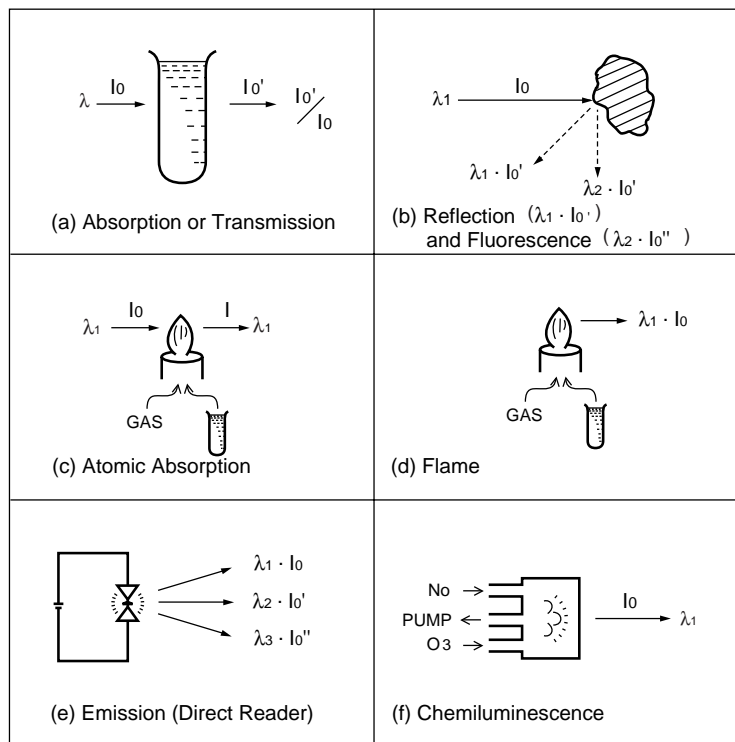 λ I0 I0' I0'/I0
(a) Absorption or Transmission
λ1 I0
λ1 · I0' λ2 · I0'
(b) Reflection (λ1 · I0')
and Fluorescence (λ2 · I0'')
λ1 I0 I λ1
GAS
(c) Atomic Absorption
λ1 · I0
GAS
(d) Flame
λ1 · I0
λ2 · I0'
λ3 · I0''
(e) Emission (Direct Reader)
No
PUMP
O3
I0
λ1
(f) Chemiluminescence